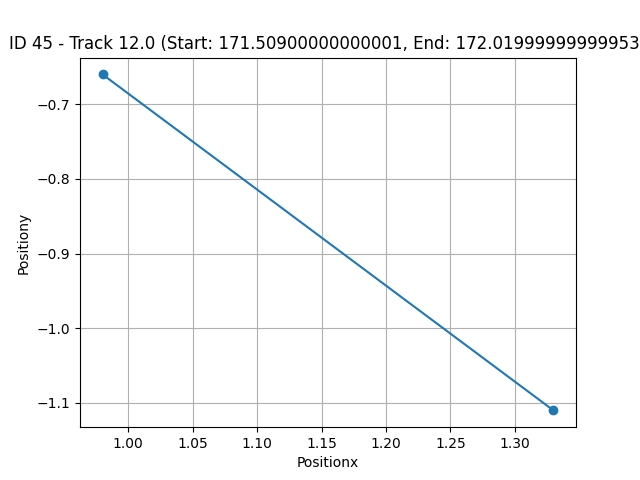 ID 45 - Track 12.0 (Start: 171.50900000000001, End: 172.01999999999953
−0.7
−0.8
−0.9
−1.0
−1.1
Positiony
1.00 1.05 1.10 1.15 1.20 1.25 1.30
Positionx